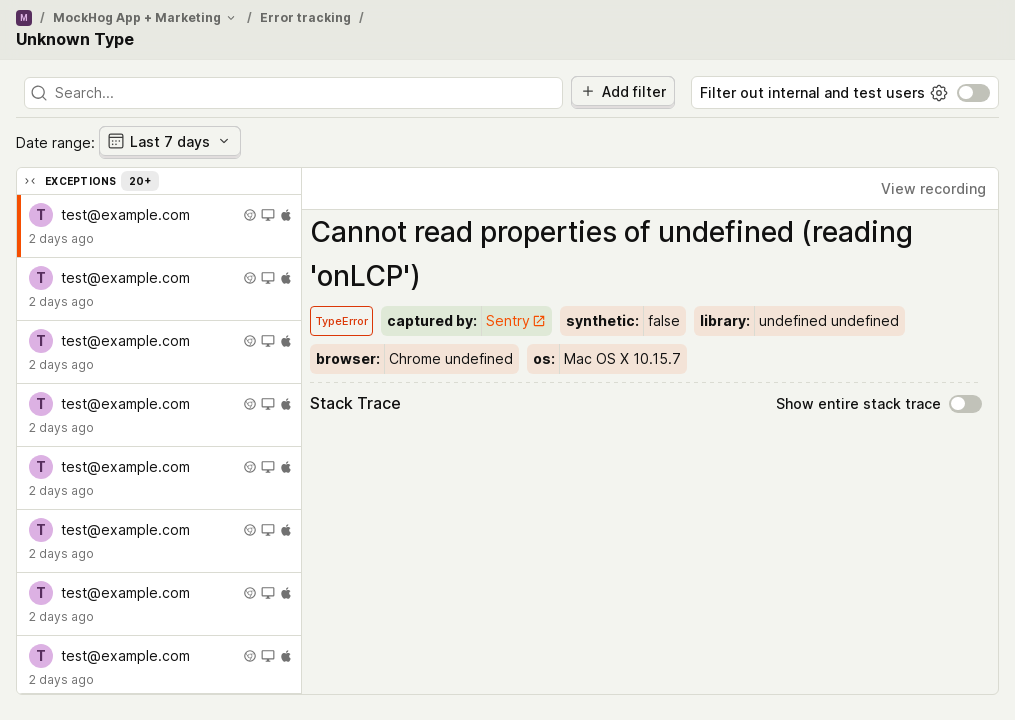 M / MockHog App + Marketing / Error tracking /
Unknown Type
Search...
Add filter
Filter out internal and test users
Date range: Last 7 days
EXCEPTIONS 20+
T test@example.com
2 days ago
T test@example.com
2 days ago
T test@example.com
2 days ago
T test@example.com
2 days ago
T test@example.com
2 days ago
T test@example.com
2 days ago
T test@example.com
2 days ago
T test@example.com
2 days ago
View recording
Cannot read properties of undefined (reading
'onLCP')
TypeError captured by: Sentry synthetic: false library: undefined undefined
browser: Chrome undefined os: Mac OS X 10.15.7
Stack Trace Show entire stack trace